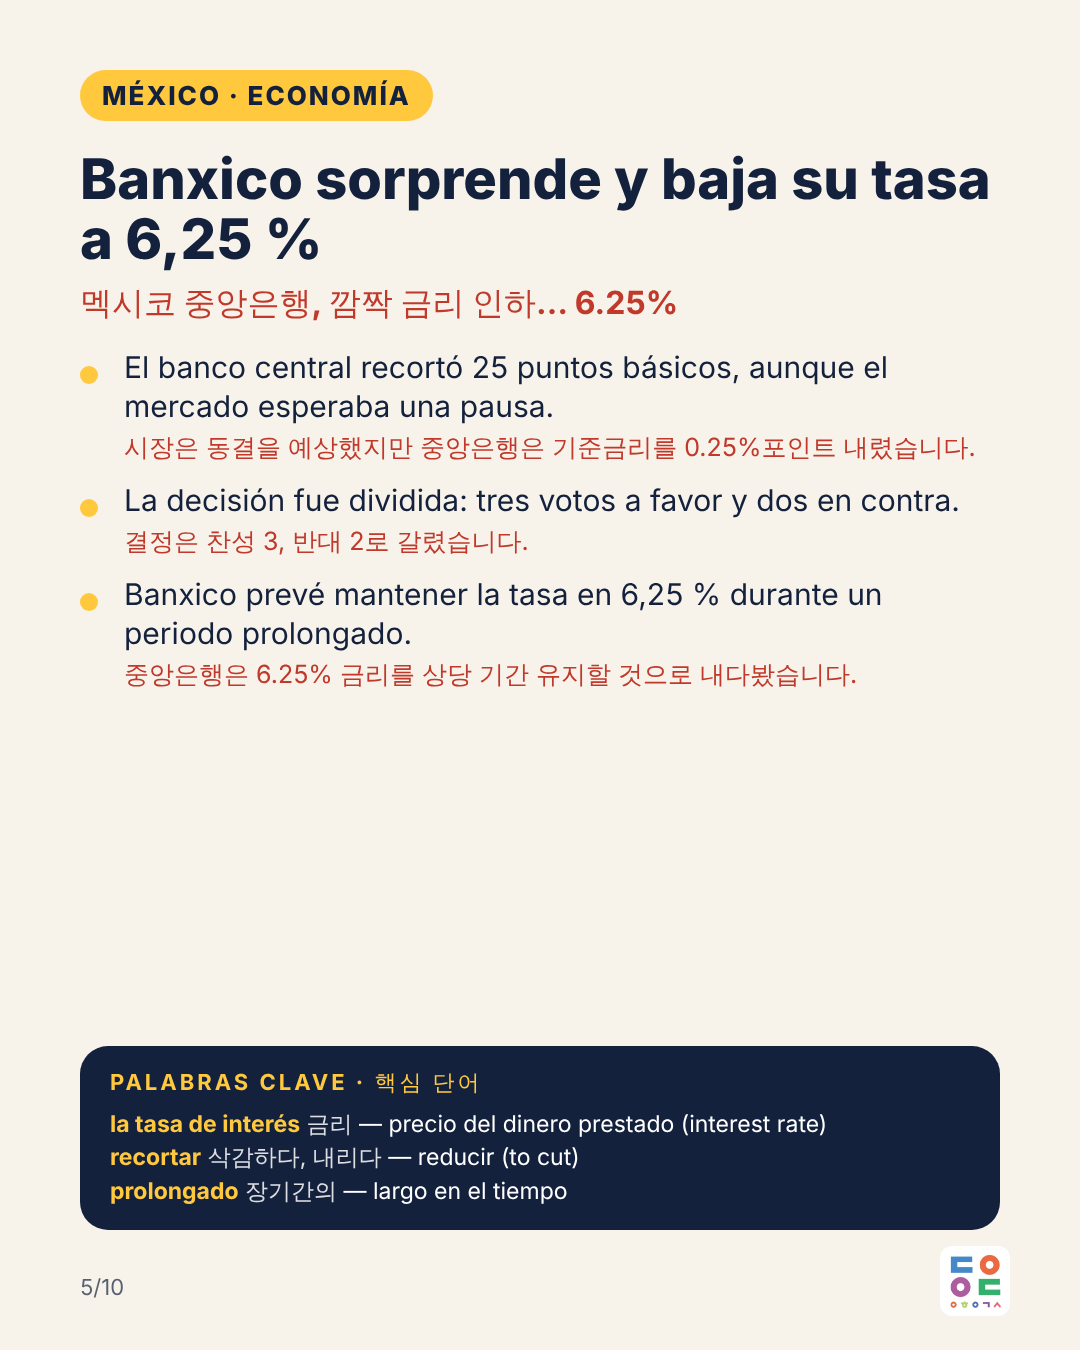 MÉXICO · ECONOMÍA
Banxico sorprende y baja su tasa
a 6,25 %
멕시코 중앙은행, 깜짝 금리 인하... 6.25%
El banco central recortó 25 puntos básicos, aunque el
mercado esperaba una pausa.
시장은 동결을 예상했지만 중앙은행은 기준금리를 0.25%포인트 내렸습니다.
La decisión fue dividida: tres votos a favor y dos en contra.
결정은 찬성 3, 반대 2로 갈렸습니다.
Banxico prevé mantener la tasa en 6,25 % durante un
periodo prolongado.
중앙은행은 6.25% 금리를 상당 기간 유지할 것으로 내다봤습니다.
PALABRAS CLAVE · 핵심 단어
la tasa de interés 금리 — precio del dinero prestado (interest rate)
recortar 삭감하다, 내리다 — reducir (to cut)
prolongado 장기간의 — largo en el tiempo
5/10